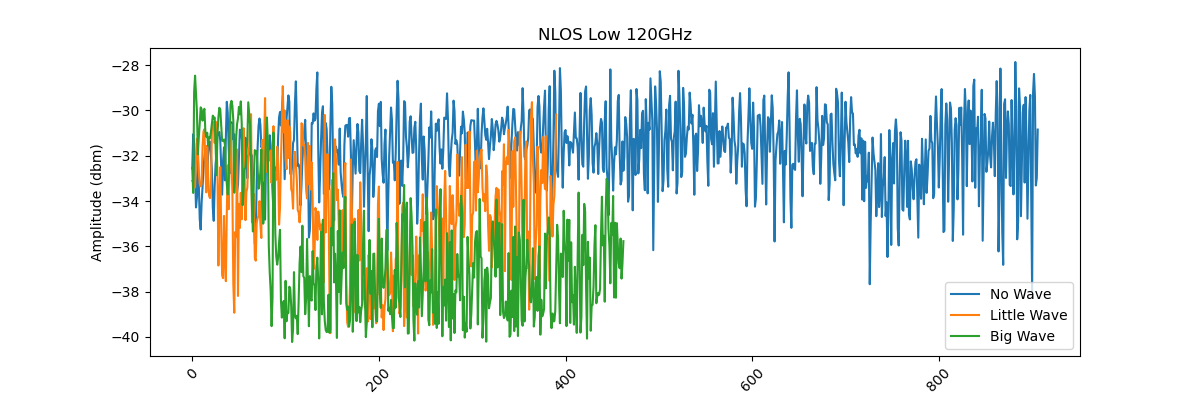 NLOS Low 120GHz
Amplitude (dbm)
−28
−30
−32
−34
−36
−38
−40
0
200
400
600
800
No Wave
Little Wave
Big Wave